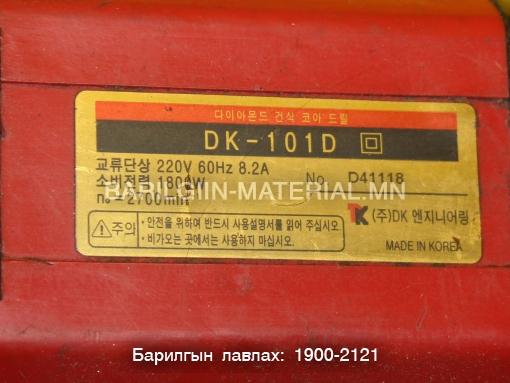 다이아몬드 건식 코아 드릴
DK-101D
교류단상 220V 60Hz 8.2A
소비전력 1800W No. D41118
BARILGIIN-MATERIAL.MN
n₀=2700min
주의 •안전을 위하여 반드시 사용설명서를 읽어 주십시오.
•비가오는 곳에서는 사용하지 마십시오.
(주)DK 엔지니어링
MADE IN KOREA
Барилгын лавлах: 1900-2121